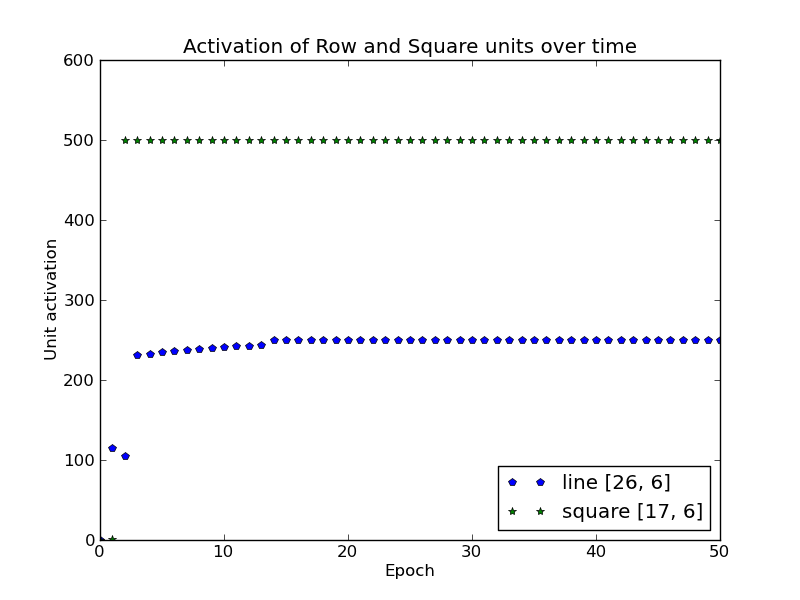 Activation of Row and Square units over time
600
500
400
300
200
100
0
Unit activation
0 10 20 30 40 50
Epoch
line [26, 6]
square [17, 6]